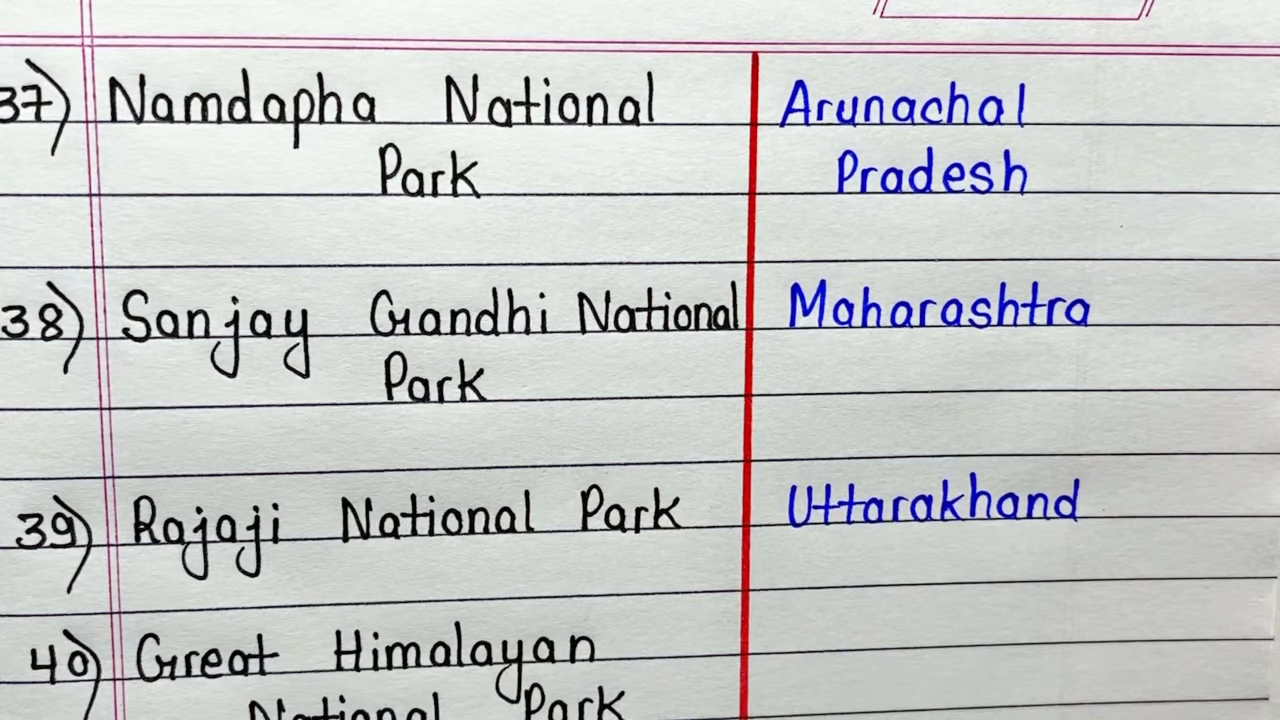 37) Namdapha National Arunachal
Park Pradesh
38) Sanjay Gandhi National Maharashtra
Park
39) Rajaji National Park Uttarakhand
40) Great Himalayan
National Park